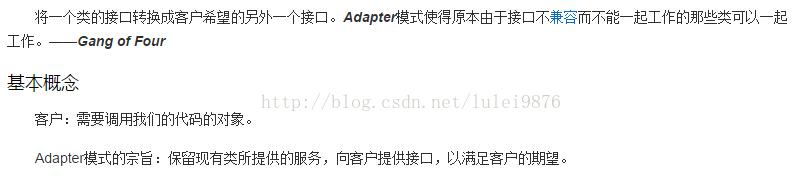 将一个类的接口转换成客户希望的另外一个接口。Adapter模式使得原本由于接口不兼容而不能一起工作的那些类可以一起
工作。——Gang of Four
基本概念
http://blog.csdn.net/lulei9876
客户：需要调用我们的代码的对象。
Adapter模式的宗旨：保留现有类所提供的服务，向客户提供接口，以满足客户的期望。